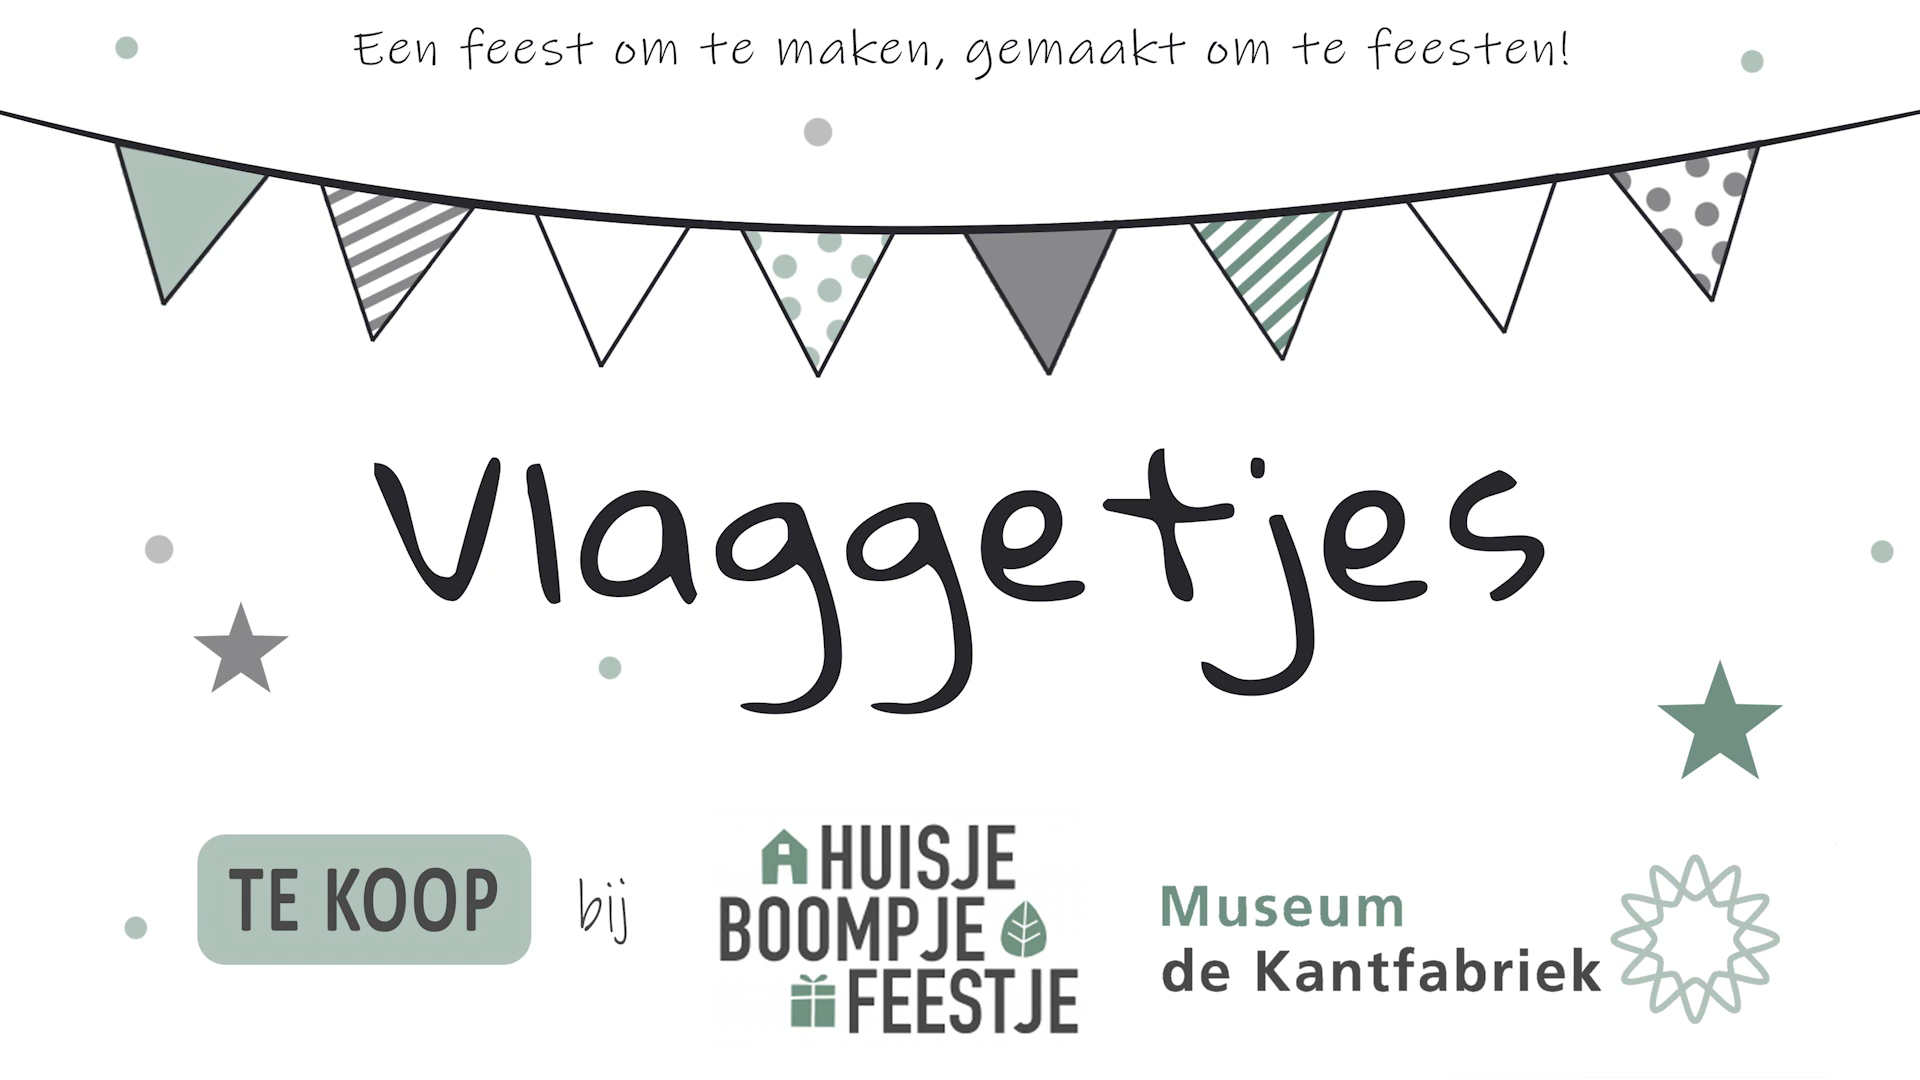 Een feest om te maken, gemaakt om te feesten!
Vlaggetjes
TE KOOP bij
HUISJE
BOOMPJE
FEESTJE
Museum
de Kantfabriek